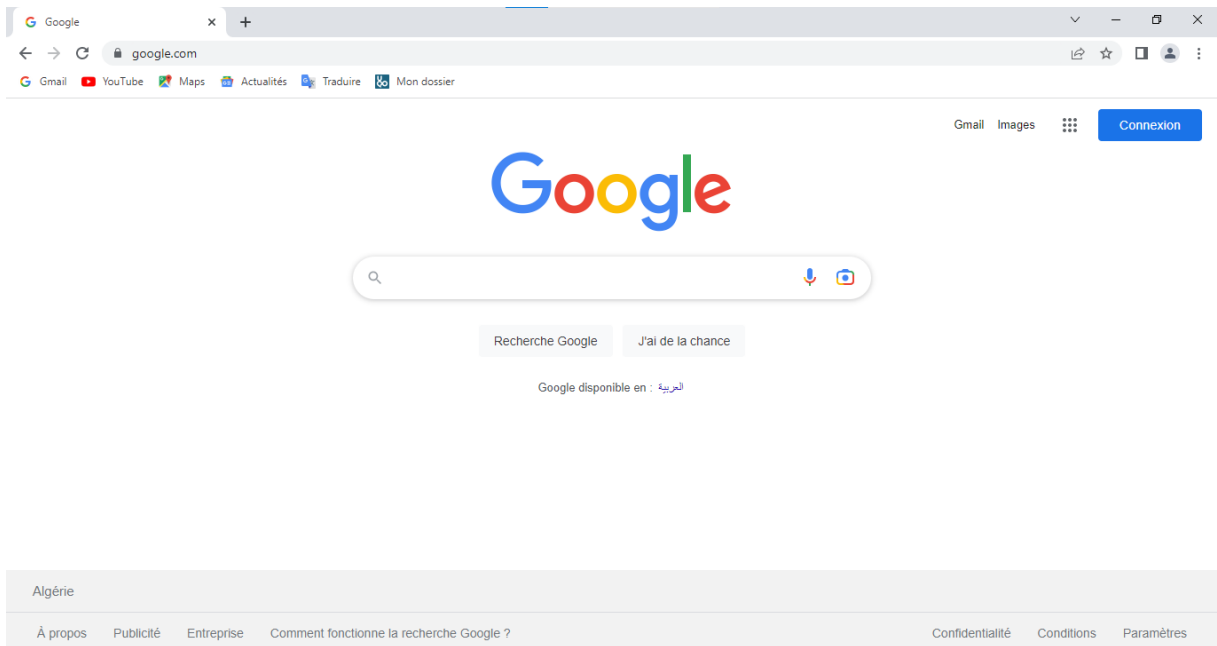 Google
google.com
Gmail YouTube Maps Actualités Traduire Mon dossier
Gmail Images Connexion
Google
Recherche Google J'ai de la chance
Google disponible en : العربية
Algérie
À propos Publicité Entreprise Comment fonctionne la recherche Google ? Confidentialité Conditions Paramètres